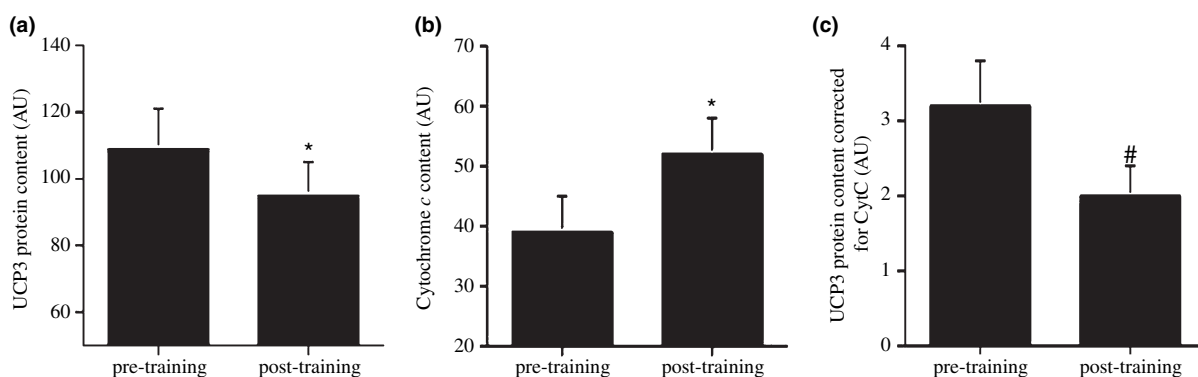 (a)
UCP3 protein content (AU)
140
120
100
80
60
*
pre-training
post-training
(b)
Cytochrome c content (AU)
70
60
50
40
30
20
*
pre-training
post-training
(c)
UCP3 protein content corrected
for CytC (AU)
4
3
2
1
0
#
pre-training
post-training